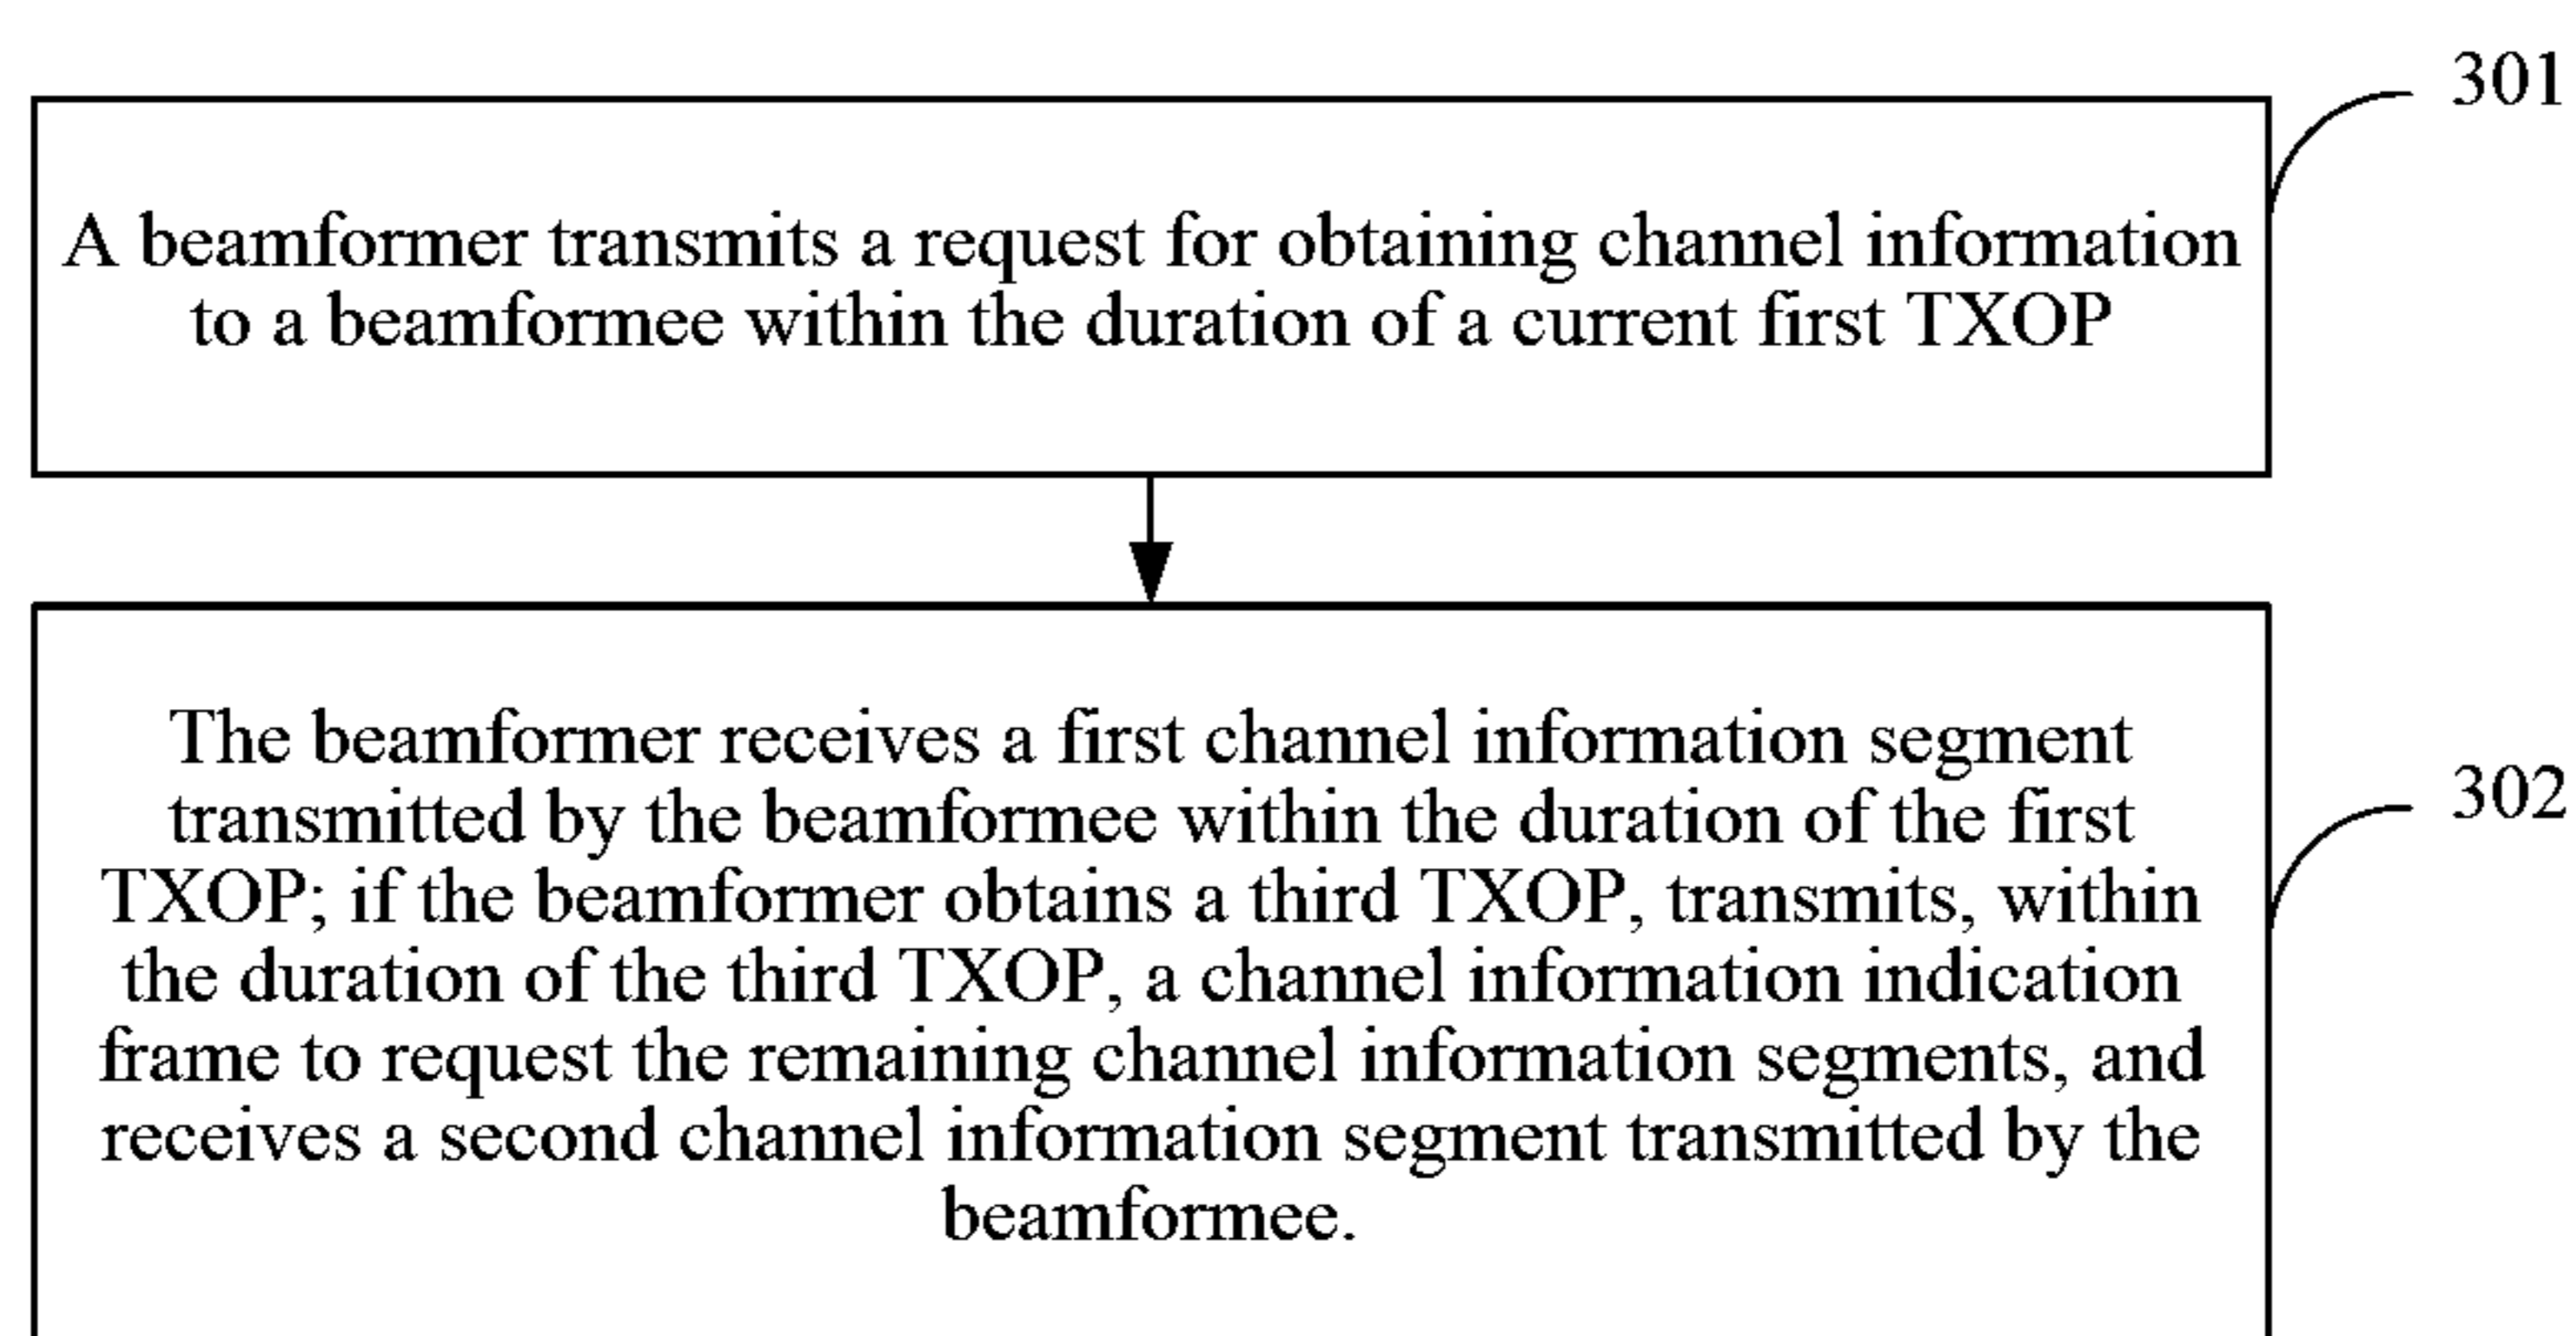 301
A beamformer transmits a request for obtaining channel information
to a beamformee within the duration of a current first TXOP
The beamformer receives a first channel information segment
transmitted by the beamformee within the duration of the first
TXOP; if the beamformer obtains a third TXOP, transmits, within
the duration of the third TXOP, a channel information indication
frame to request the remaining channel information segments, and
receives a second channel information segment transmitted by the
beamformee.
302